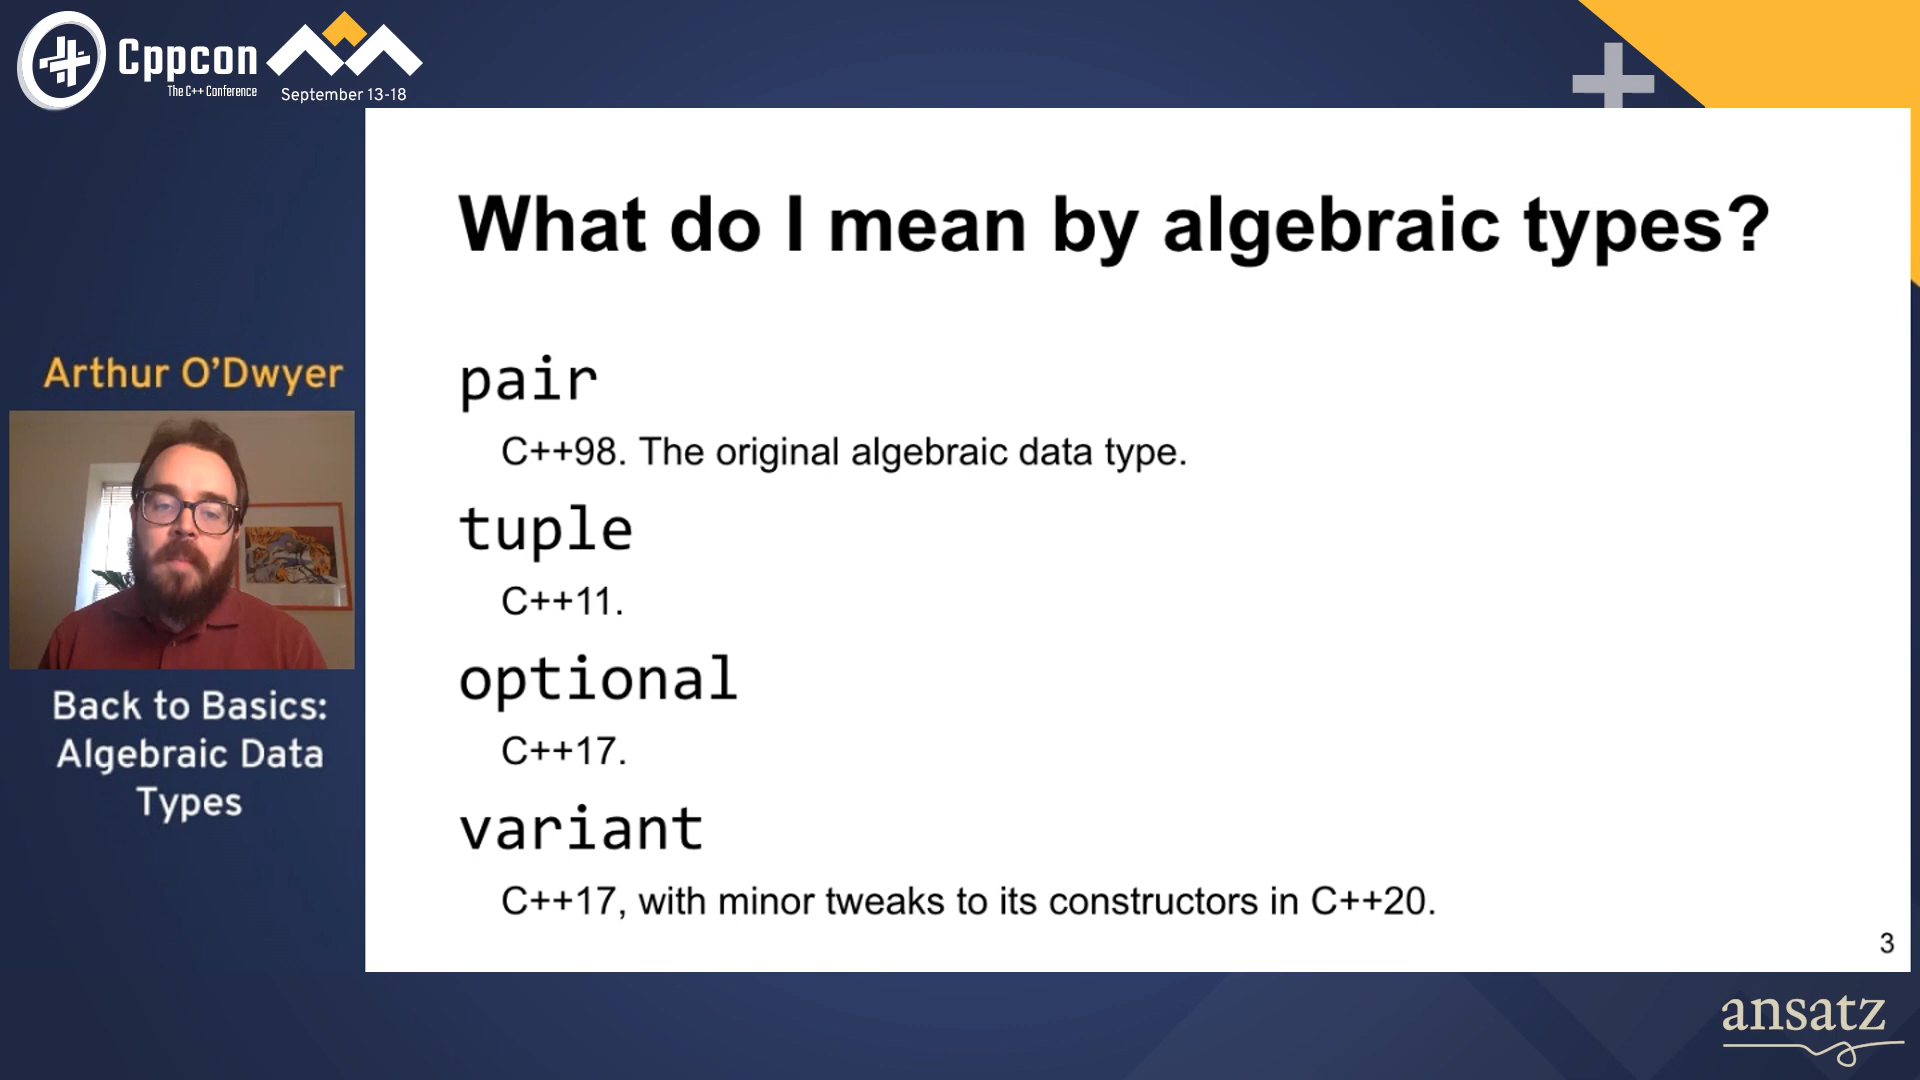 Cppcon
The C++ Conference
September 13-18
What do I mean by algebraic types?
Arthur O'Dwyer
pair
C++98. The original algebraic data type.
tuple
C++11.
optional
C++17.
variant
C++17, with minor tweaks to its constructors in C++20.
Back to Basics:
Algebraic Data
Types
3
ansatz